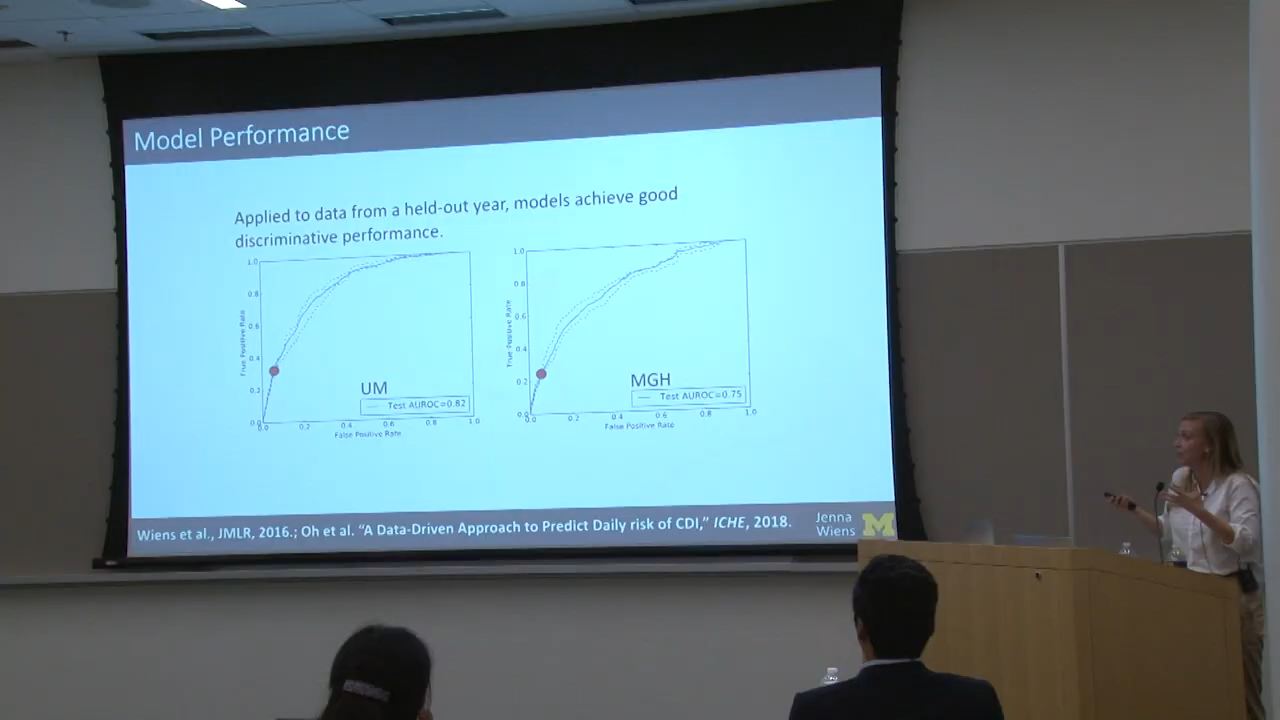 Model Performance
Applied to data from a held-out year, models achieve good
discriminative performance.
1.0
0.8
0.6
0.4
0.2
0.0
True Positive Rate
UM
Test AUROC=0.82
0.0 0.2 0.4 0.6 0.8 1.0
False Positive Rate
1.0
0.8
0.6
0.4
0.2
0.0
True Positive Rate
MGH
Test AUROC=0.75
0.0 0.2 0.4 0.6 0.8 1.0
False Positive Rate
Wiens et al., JMLR, 2016.; Oh et al. “A Data-Driven Approach to Predict Daily risk of CDI,” ICHE, 2018.
Jenna
Wiens
M